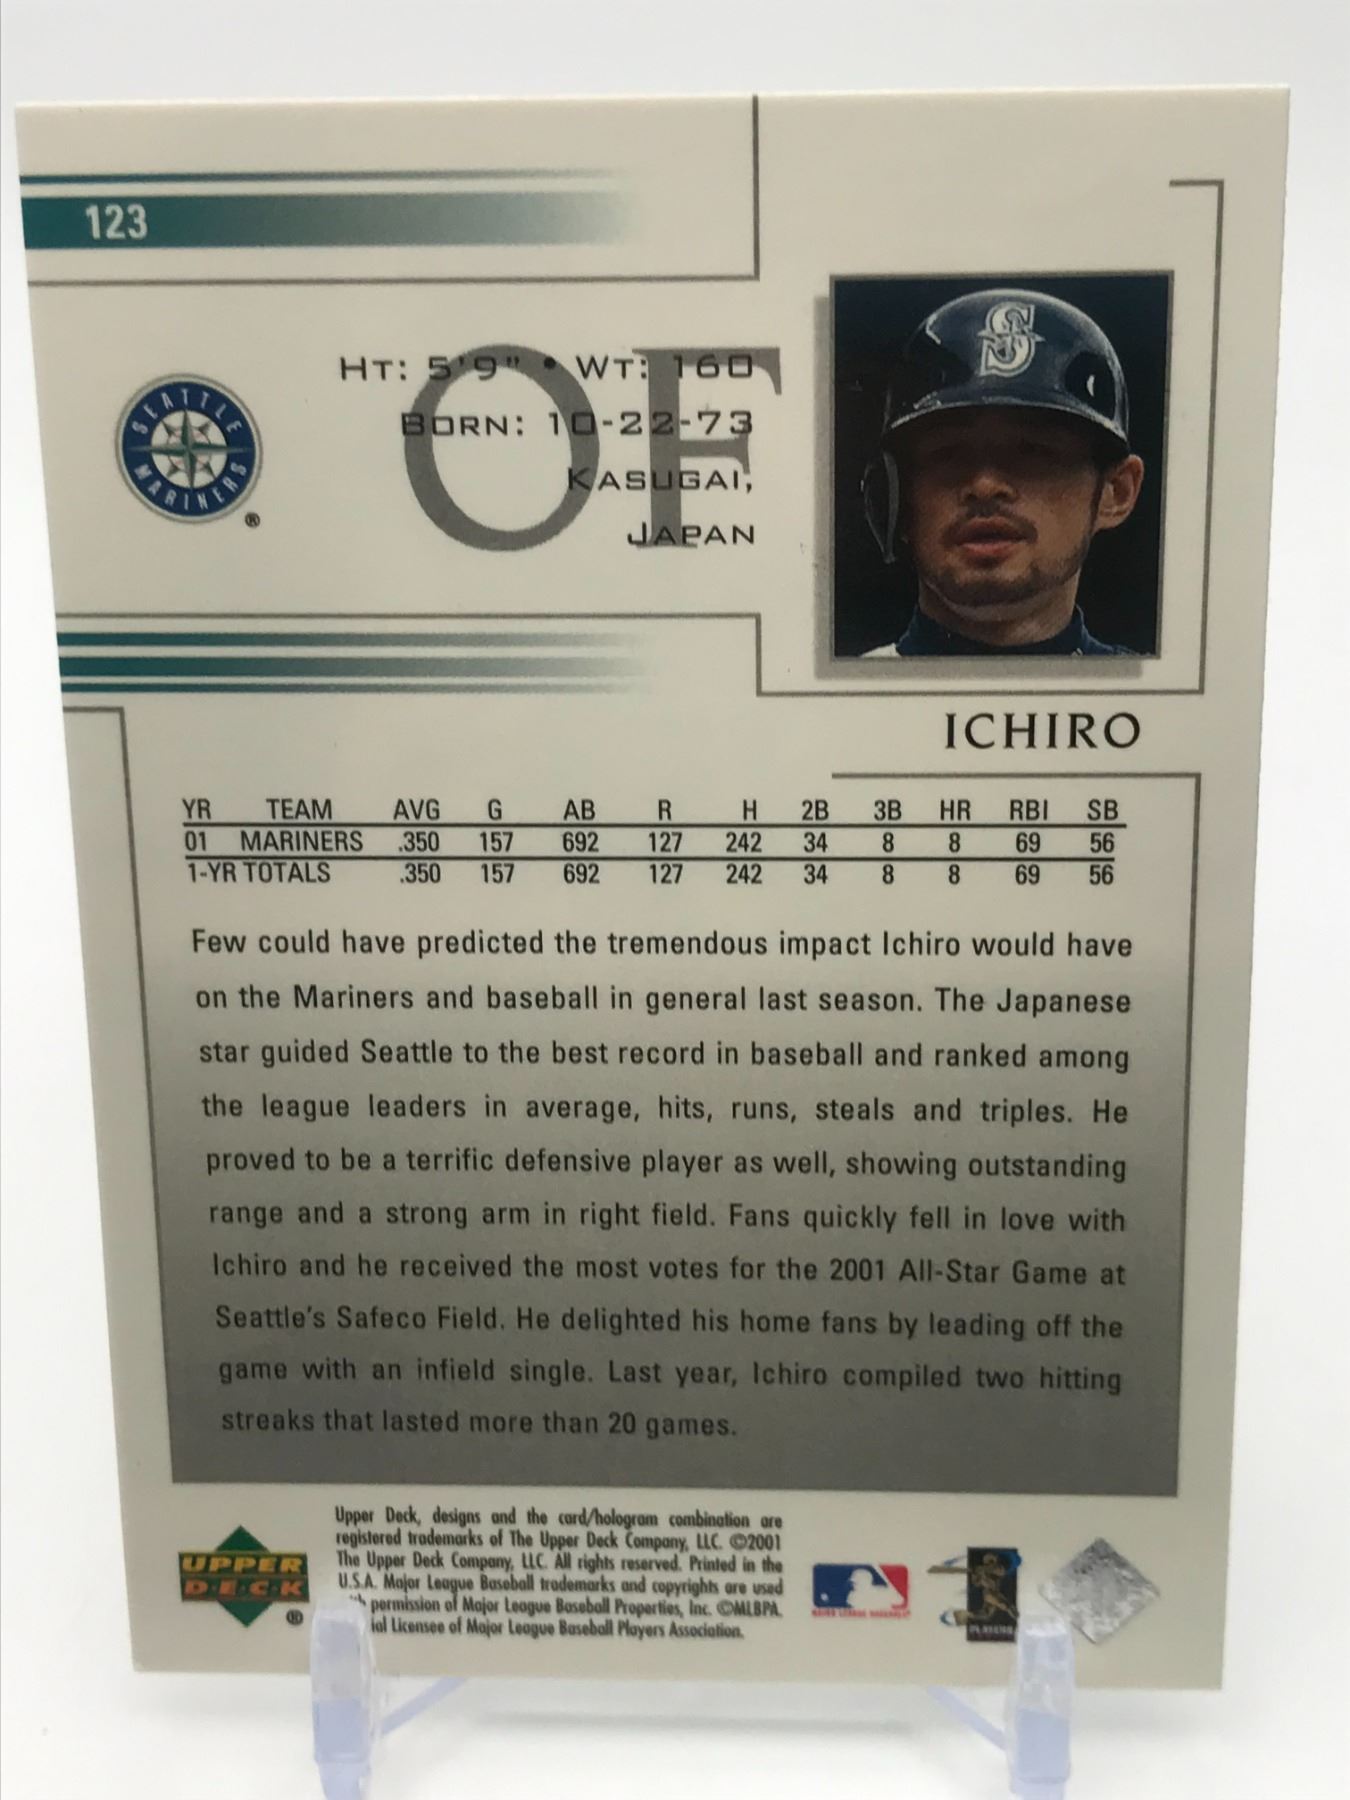 123
SEATTLE MARINERS ®
OF
HT: 5'9" • WT: 160
BORN: 10-22-73
KASUGAI,
JAPAN
S
ICHIRO
YR TEAM AVG G AB R H 2B 3B HR RBI SB
01 MARINERS .350 157 692 127 242 34 8 8 69 56
1-YR TOTALS .350 157 692 127 242 34 8 8 69 56
Few could have predicted the tremendous impact Ichiro would have
on the Mariners and baseball in general last season. The Japanese
star guided Seattle to the best record in baseball and ranked among
the league leaders in average, hits, runs, steals and triples. He
proved to be a terrific defensive player as well, showing outstanding
range and a strong arm in right field. Fans quickly fell in love with
Ichiro and he received the most votes for the 2001 All-Star Game at
Seattle's Safeco Field. He delighted his home fans by leading off the
game with an infield single. Last year, Ichiro compiled two hitting
streaks that lasted more than 20 games.
UPPER
DECK ®
Upper Deck, designs and the card/hologram combination are
registered trademarks of The Upper Deck Company, LLC. ©2001
The Upper Deck Company, LLC. All rights reserved. Printed in the
U.S.A. Major League Baseball trademarks and copyrights are used
permission of Major League Baseball Properties, Inc. ©MLBPA.
Licensee of Major League Baseball Players Association.
MAJOR LEAGUE BASEBALL
PLAYERS